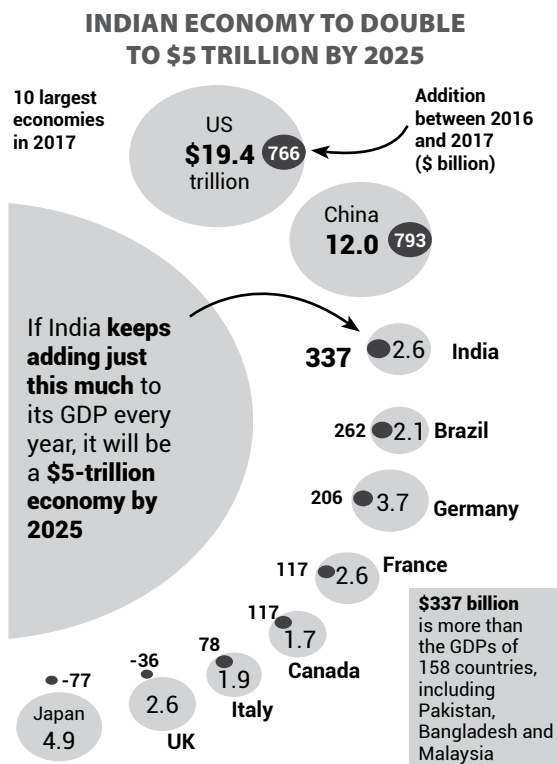 INDIAN ECONOMY TO DOUBLE
TO $5 TRILLION BY 2025
10 largest
economies
in 2017
US
$19.4
trillion
766
Addition
between 2016
and 2017
($ billion)
China
12.0
793
If India keeps
adding just
this much to
its GDP every
year, it will be
a $5-trillion
economy by
2025
337
2.6
India
262
2.1
Brazil
206
3.7
Germany
117
2.6
France
117
1.7
Canada
78
1.9
Italy
-36
2.6
UK
-77
Japan
4.9
$337 billion
is more than
the GDPs of
158 countries,
including
Pakistan,
Bangladesh and
Malaysia